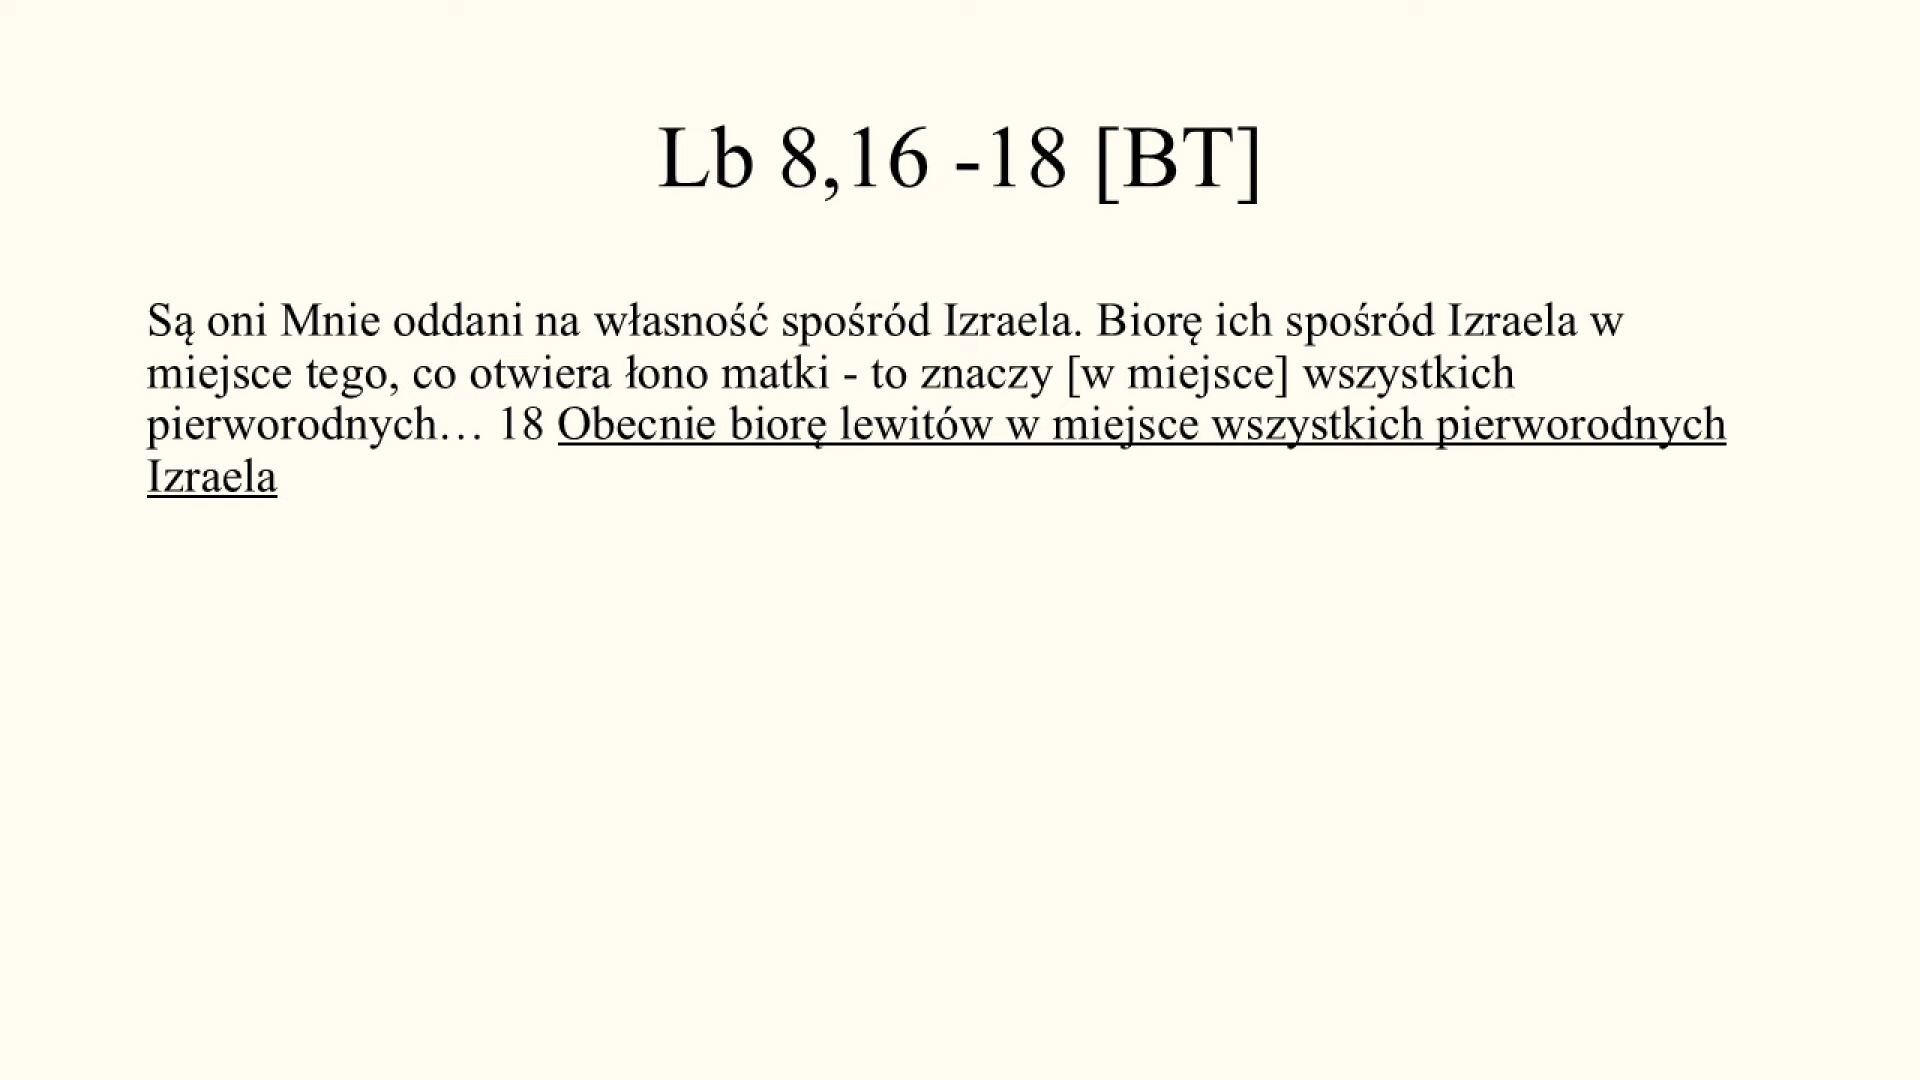 Lb 8,16 -18 [BT]
Są oni Mnie oddani na własność spośród Izraela. Biorę ich spośród Izraela w
miejsce tego, co otwiera łono matki - to znaczy [w miejsce] wszystkich
pierworodnych… 18 Obecnie biorę lewitów w miejsce wszystkich pierworodnych
Izraela